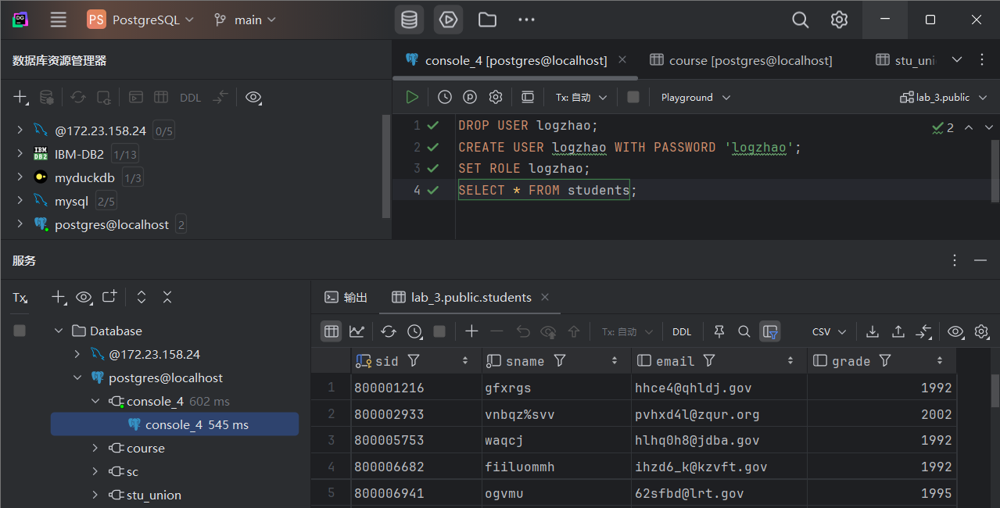 PS PostgreSQL main
数据库资源管理器
DDL
@172.23.158.24 0/5
IBM DB2 IBM-DB2 1/13
myduckdb 1/3
mysql 2/5
postgres@localhost 2
console_4 [postgres@localhost] course [postgres@localhost] stu_uni
Tx: 自动 Playground lab_3.public
1 DROP USER logzhao; 2
2 CREATE USER logzhao WITH PASSWORD 'logzhao';
3 SET ROLE logzhao;
4 SELECT * FROM students;
服务
Tx
Database
@172.23.158.24
postgres@localhost
console_4 602 ms
console_4 545 ms
course
sc
stu_union
输出 lab_3.public.students
Tx: 自动 DDL CSV
sid sname email grade
1 800001216 gfxrgs hhce4@qhldj.gov 1992
2 800002933 vnbqz%svv pvhxd4l@zqur.org 2002
3 800005753 waqcj hlhq0h8@jdba.gov 1992
4 800006682 fiiluommh ihzd6_k@kzvft.gov 1992
5 800006941 ogvmu 62sfbd@lrt.gov 1995